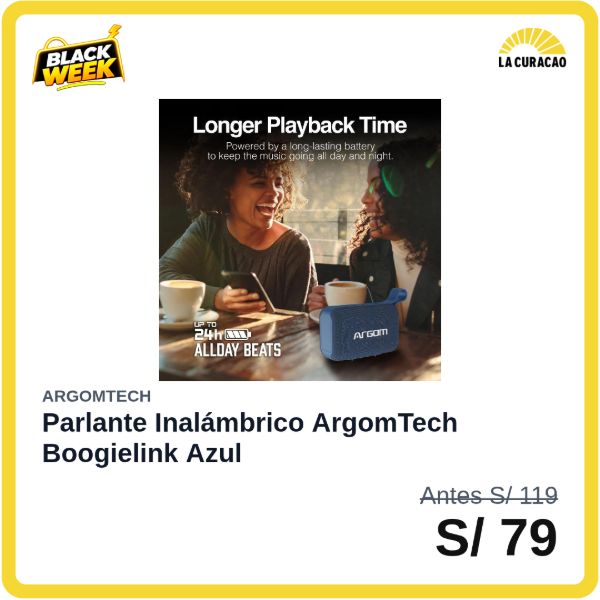 BLACK
WEEK
LA CURACAO
Longer Playback Time
Powered by a long-lasting battery
to keep the music going all day and night.
UP TO
24h
ALLDAY BEATS
ARGOM
ARGOMTECH
Parlante Inalámbrico ArgomTech
Boogielink Azul
Antes S/ 119
S/ 79